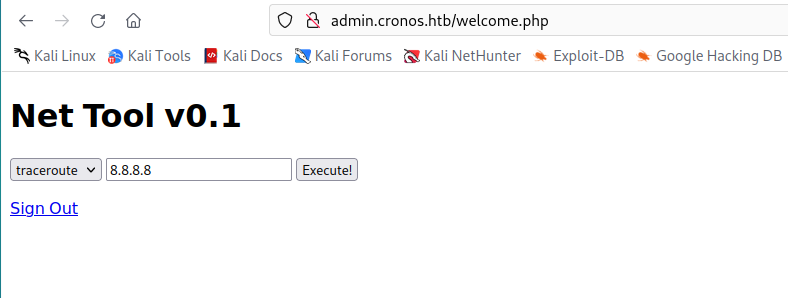 admin.cronos.htb/welcome.php
Kali Linux Kali Tools Kali Docs Kali Forums Kali NetHunter Exploit-DB Google Hacking DB
Net Tool v0.1
traceroute 8.8.8.8 Execute!
Sign Out